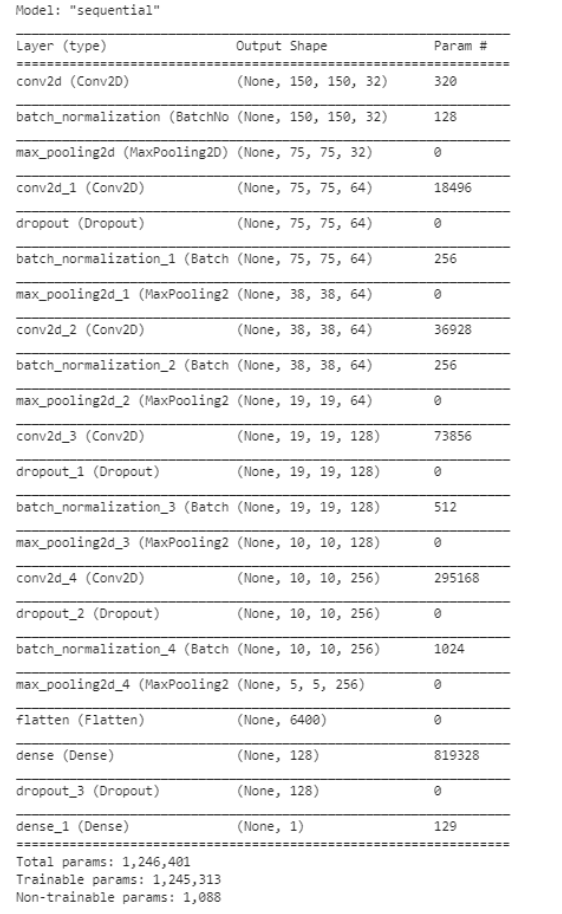 Model: "sequential"
Layer (type) Output Shape Param #
conv2d (Conv2D) (None, 150, 150, 32) 320
batch_normalization (BatchNo (None, 150, 150, 32) 128
max_pooling2d (MaxPooling2D) (None, 75, 75, 32) 0
conv2d_1 (Conv2D) (None, 75, 75, 64) 18496
dropout (Dropout) (None, 75, 75, 64) 0
batch_normalization_1 (Batch (None, 75, 75, 64) 256
max_pooling2d_1 (MaxPooling2 (None, 38, 38, 64) 0
conv2d_2 (Conv2D) (None, 38, 38, 64) 36928
batch_normalization_2 (Batch (None, 38, 38, 64) 256
max_pooling2d_2 (MaxPooling2 (None, 19, 19, 64) 0
conv2d_3 (Conv2D) (None, 19, 19, 128) 73856
dropout_1 (Dropout) (None, 19, 19, 128) 0
batch_normalization_3 (Batch (None, 19, 19, 128) 512
max_pooling2d_3 (MaxPooling2 (None, 10, 10, 128) 0
conv2d_4 (Conv2D) (None, 10, 10, 256) 295168
dropout_2 (Dropout) (None, 10, 10, 256) 0
batch_normalization_4 (Batch (None, 10, 10, 256) 1024
max_pooling2d_4 (MaxPooling2 (None, 5, 5, 256) 0
flatten (Flatten) (None, 6400) 0
dense (Dense) (None, 128) 819328
dropout_3 (Dropout) (None, 128) 0
dense_1 (Dense) (None, 1) 129
Total params: 1,246,401
Trainable params: 1,245,313
Non-trainable params: 1,088